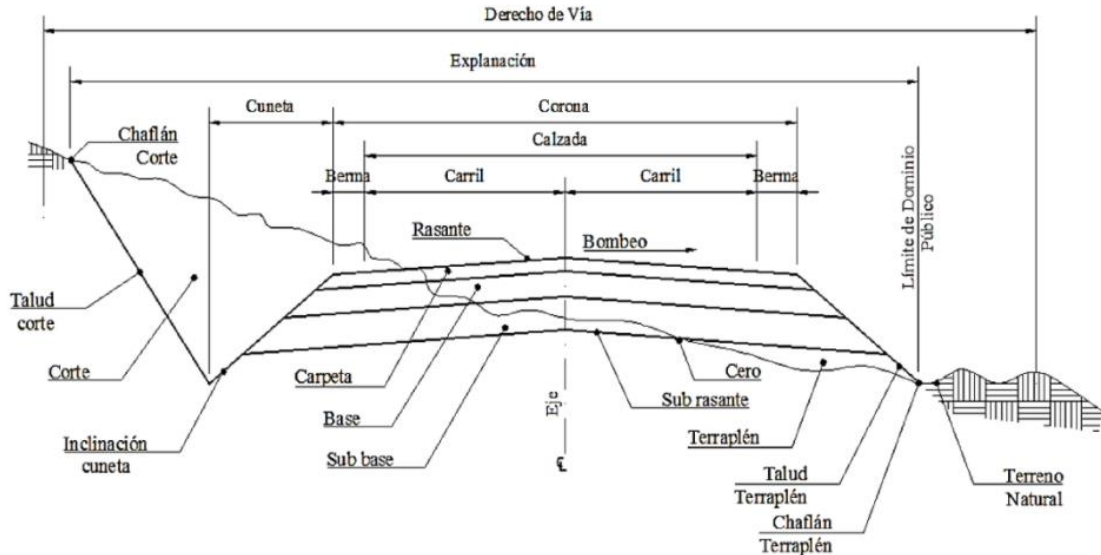 Derecho de Vía
Explanación
Cuneta
Corona
Chaflán
Corte
Calzada
Berma
Carril
Carril
Berma
Límite de Dominio
Público
Rasante
Bombeo
Talud
corte
Corte
Carpeta
Cero
Base
Eje
Sub rasante
Inclinación
cuneta
Sub base
Terraplén
Talud
Terraplén
Terreno
Natural
Chaflán
Terraplén